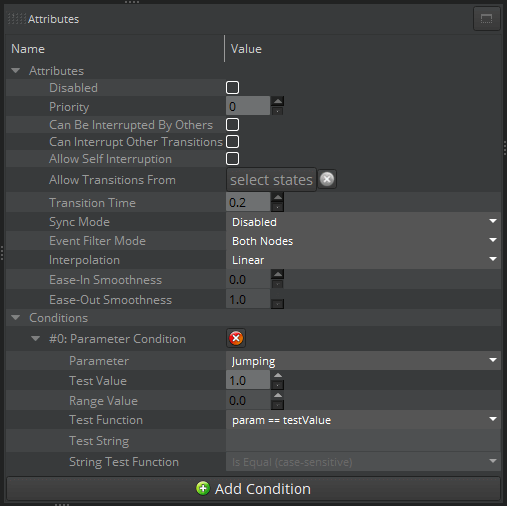 Attributes
Name Value
Attributes
Disabled
Priority 0
Can Be Interrupted By Others
Can Interrupt Other Transitions
Allow Self Interruption
Allow Transitions From select states
Transition Time 0.2
Sync Mode Disabled
Event Filter Mode Both Nodes
Interpolation Linear
Ease-In Smoothness 0.0
Ease-Out Smoothness 1.0
Conditions
#0: Parameter Condition
Parameter Jumping
Test Value 1.0
Range Value 0.0
Test Function param == testValue
Test String
String Test Function Is Equal (case-sensitive)
Add Condition